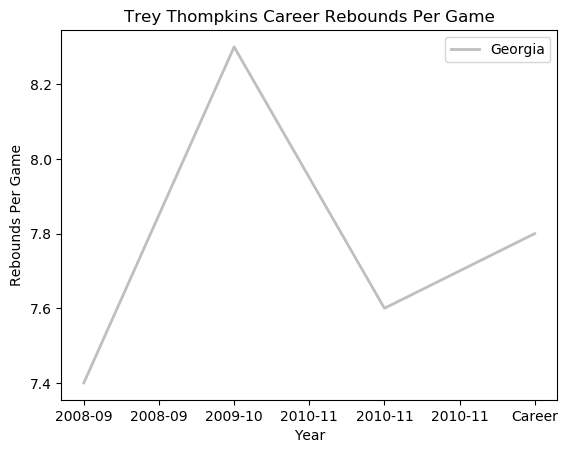 Trey Thompkins Career Rebounds Per Game
Georgia
8.2
8.0
7.8
7.6
7.4
Rebounds Per Game
2008-09 2008-09 2009-10 2010-11 2010-11 2010-11 Career
Year